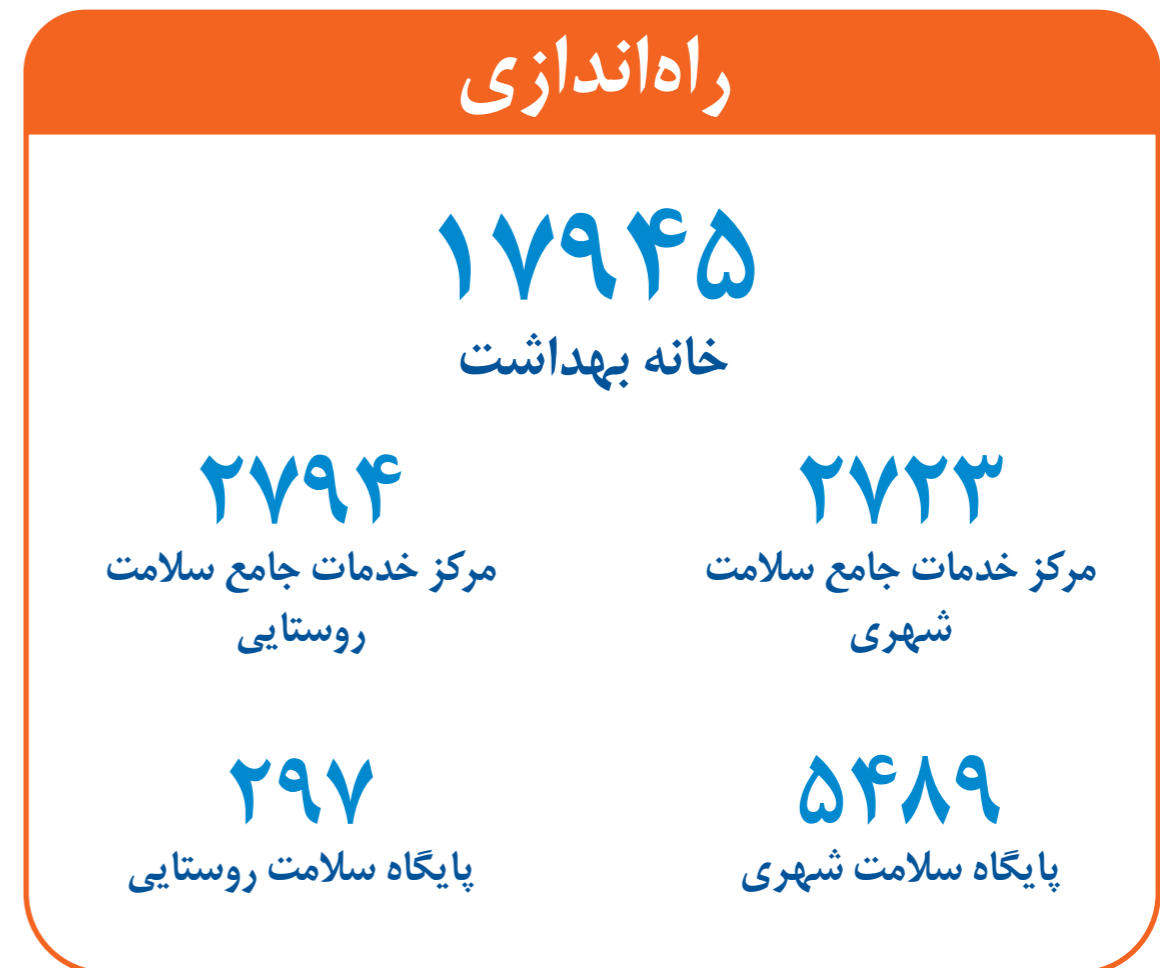 راه‌اندازی
۱۷۹۴۵
خانه بهداشت
۲۷۲۳
مرکز خدمات جامع سلامت
شهری
۲۷۹۴
مرکز خدمات جامع سلامت
روستایی
۵۴۸۹
پایگاه سلامت شهری
۲۹۷
پایگاه سلامت روستایی